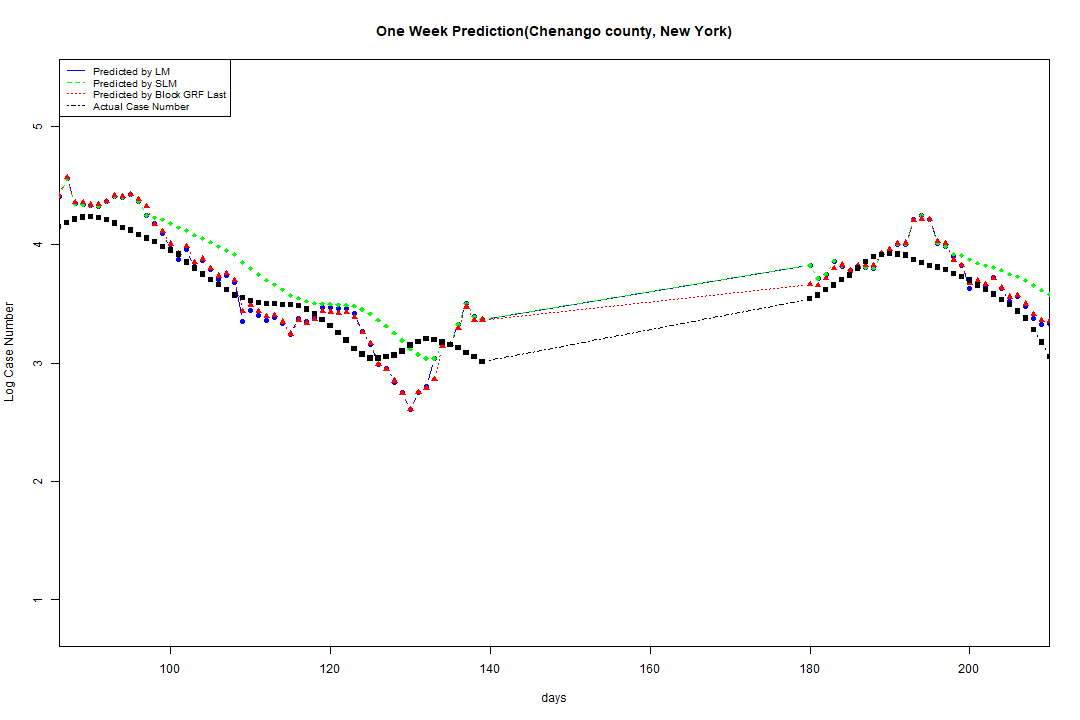 One Week Prediction(Chenango county, New York)
Predicted by LM
Predicted by SLM
Predicted by Block GRF Last
Actual Case Number
5
4
3
2
1
Log Case Number
100 120 140 160 180 200
days